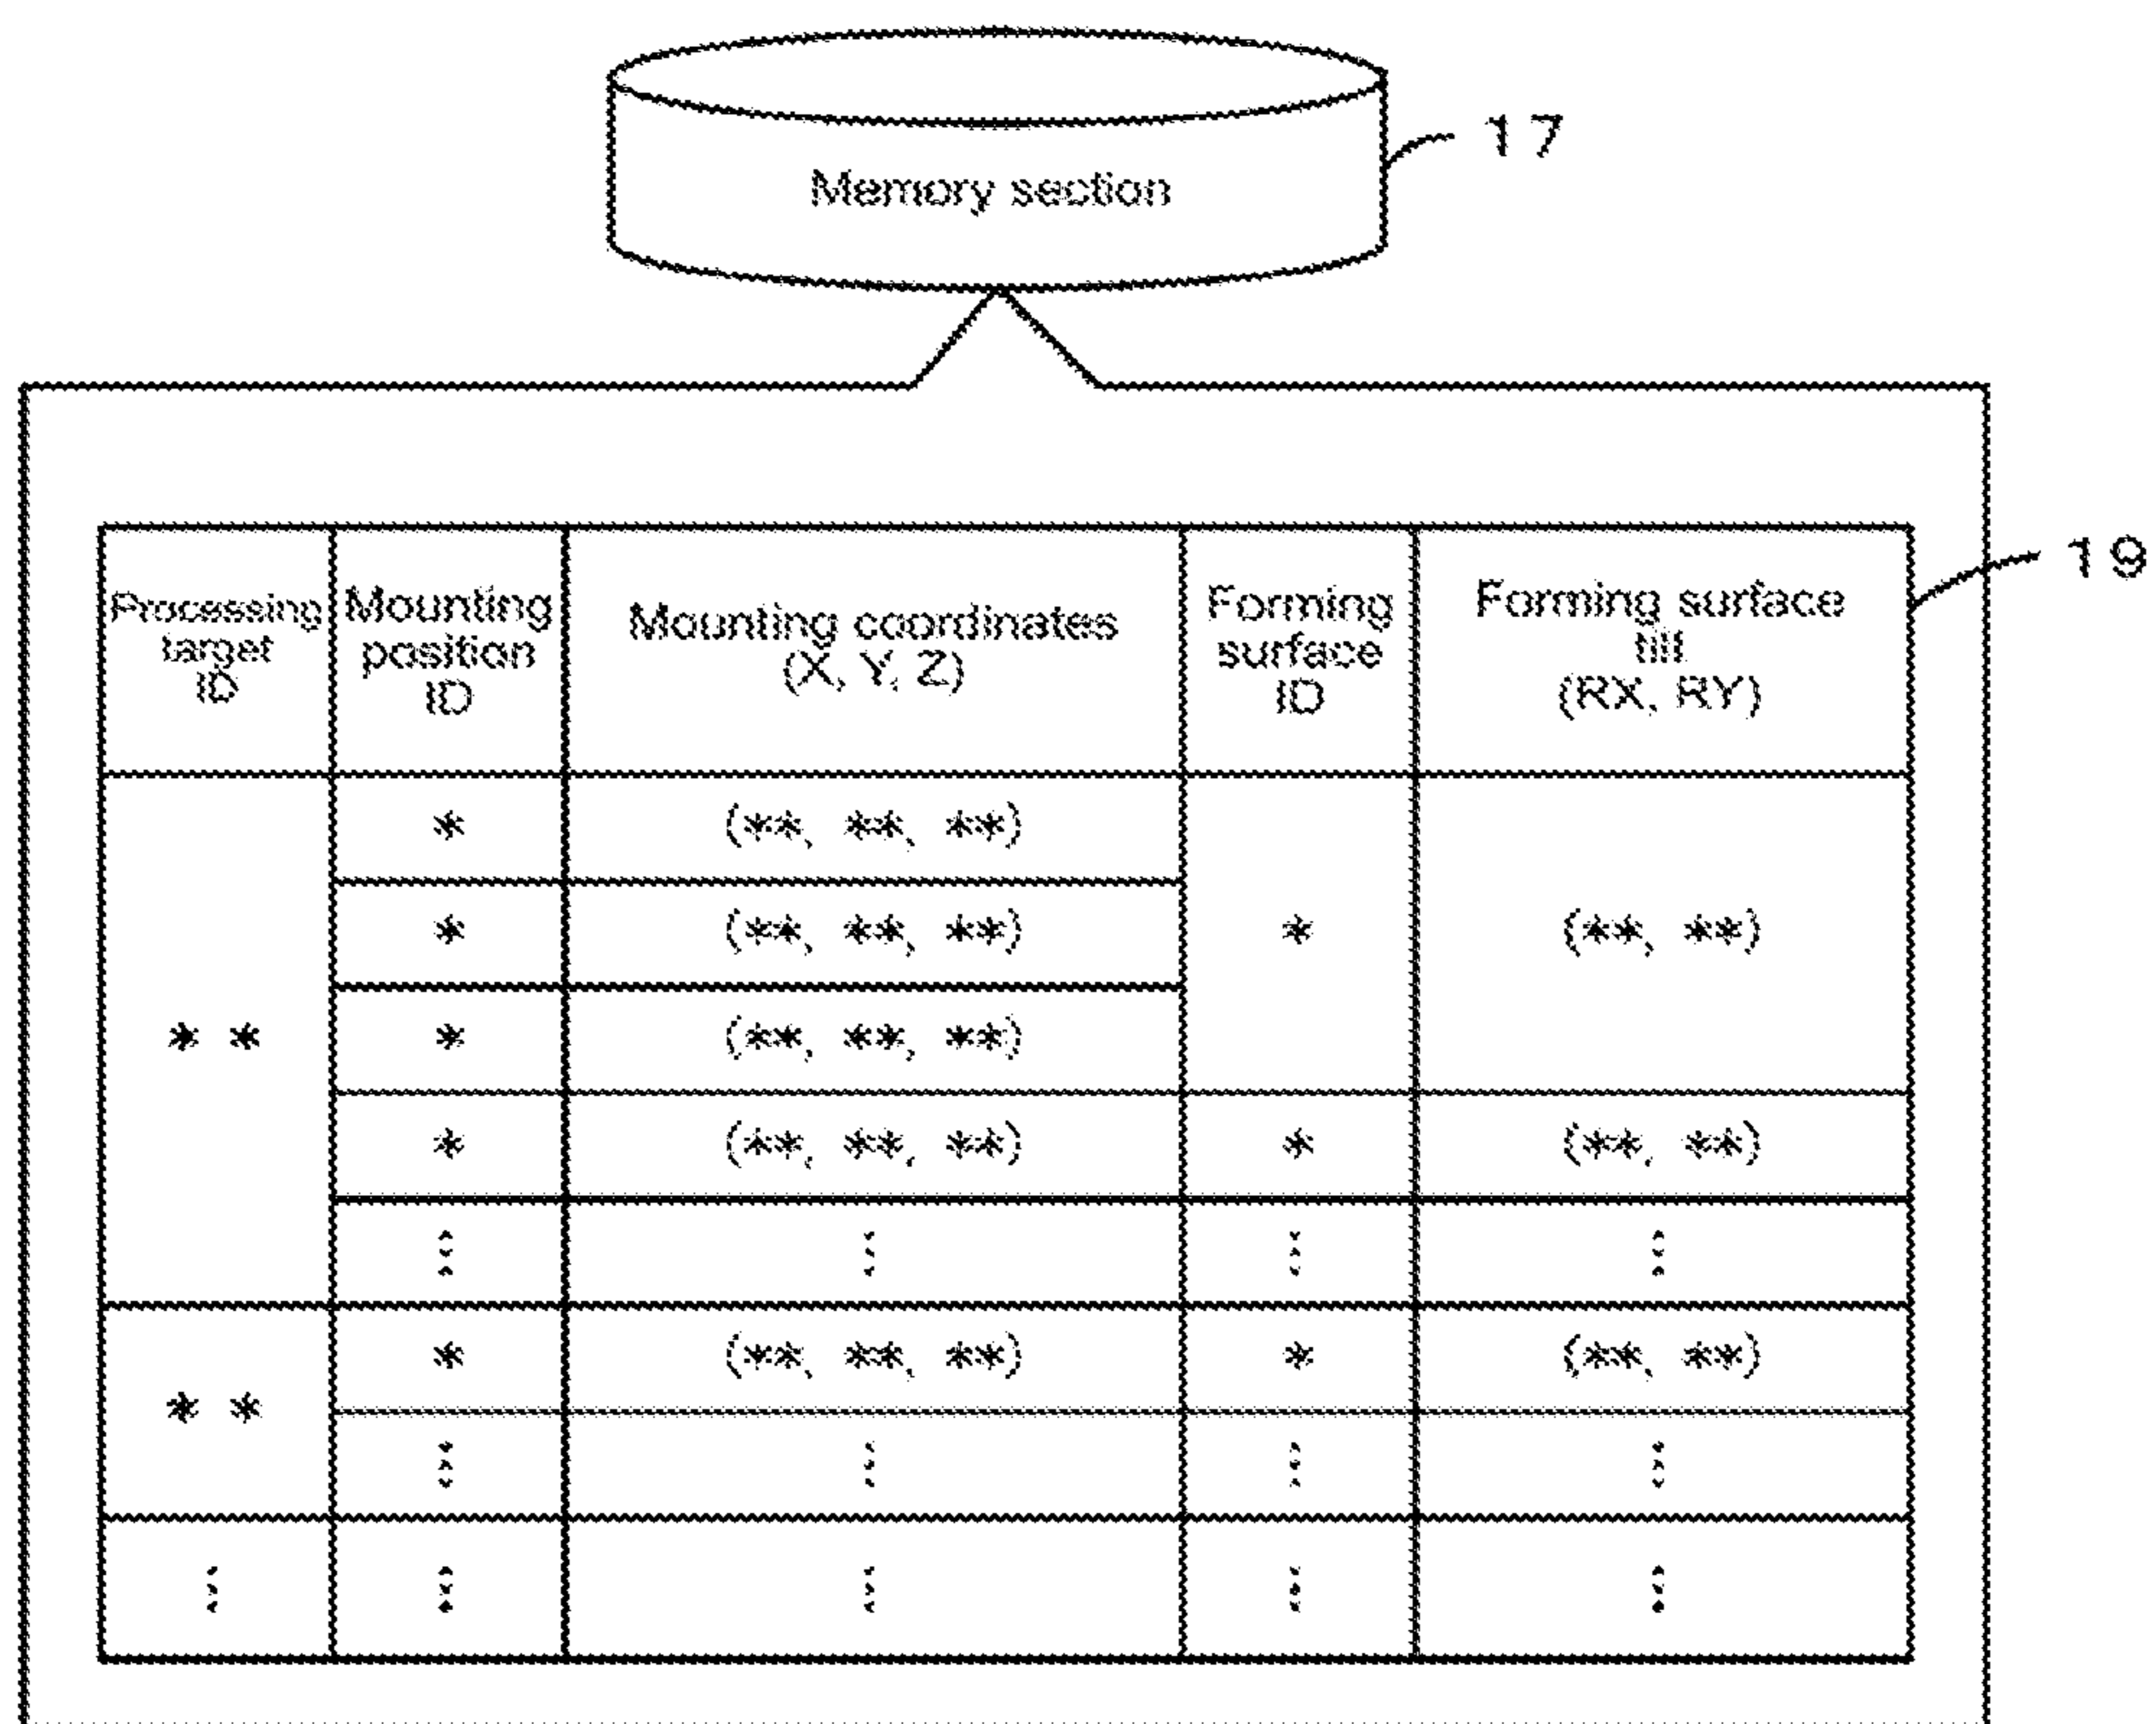 Memory section
17
19
Processing
target
ID
Mounting
position
ID
Mounting coordinates
(X, Y, Z)
Forming
surface
ID
Forming surface
tilt
(RX, RY)
* *
*
(**, **, **)
*
(**, **)
*
(**, **, **)
*
(**, **, **)
*
(**, **, **)
*
(**, **)
⋮
⋮
⋮
⋮
* *
*
(**, **, **)
*
(**, **)
⋮
⋮
⋮
⋮
⋮
⋮
⋮
⋮
⋮